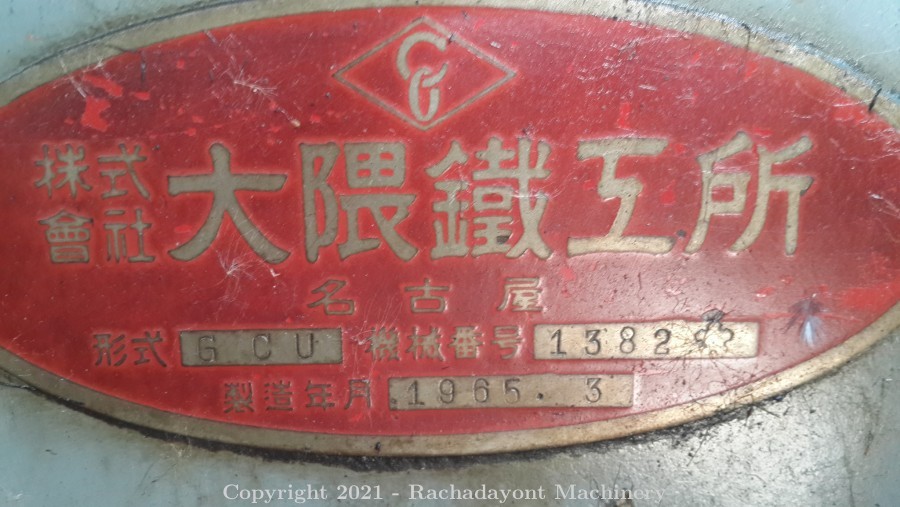 株式
會社 大隈鐵工所
名古屋
形式 GCU 機械番号 13829
製造年月 1965. 3
Copyright 2021 - Rachadayont Machinery